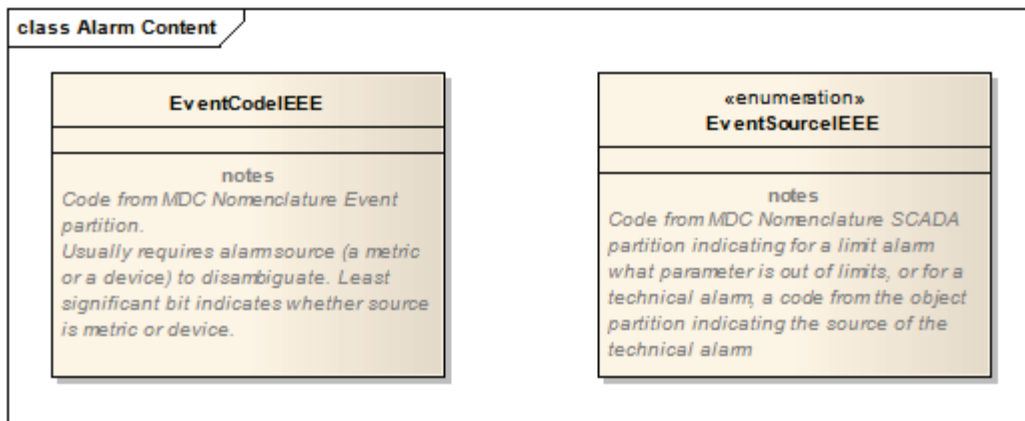 class Alarm Content
EventCodeIEEE
notes
Code from MDC Nomenclature Event
partition.
Usually requires alarmsource (a metric
or a device) to disambiguate. Least
significant bit indicates whether source
is metric or device.
«enumeration»
EventSourceIEEE
notes
Code from MDC Nomenclature SCADA
partition indicating for a limit alarm
what parameter is out of limits, or for a
technical alarm, a code from the object
partition indicating the source of the
technical alarm